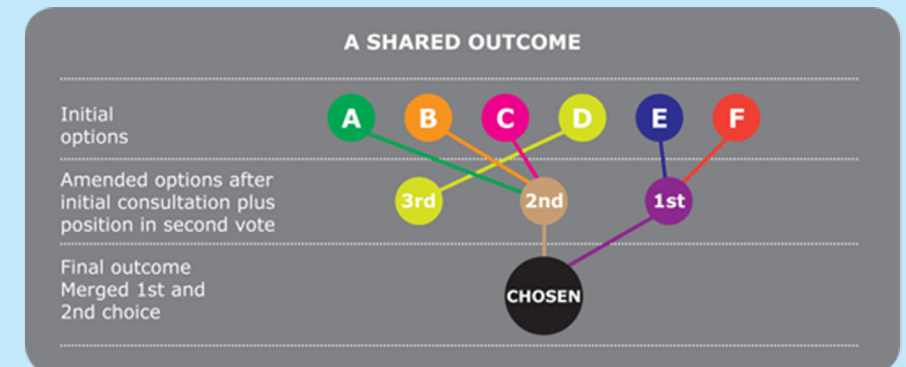 A SHARED OUTCOME
Initial
options
A B C D E F
Amended options after
initial consultation plus
position in second vote
3rd 2nd 1st
Final outcome
Merged 1st and
2nd choice
CHOSEN